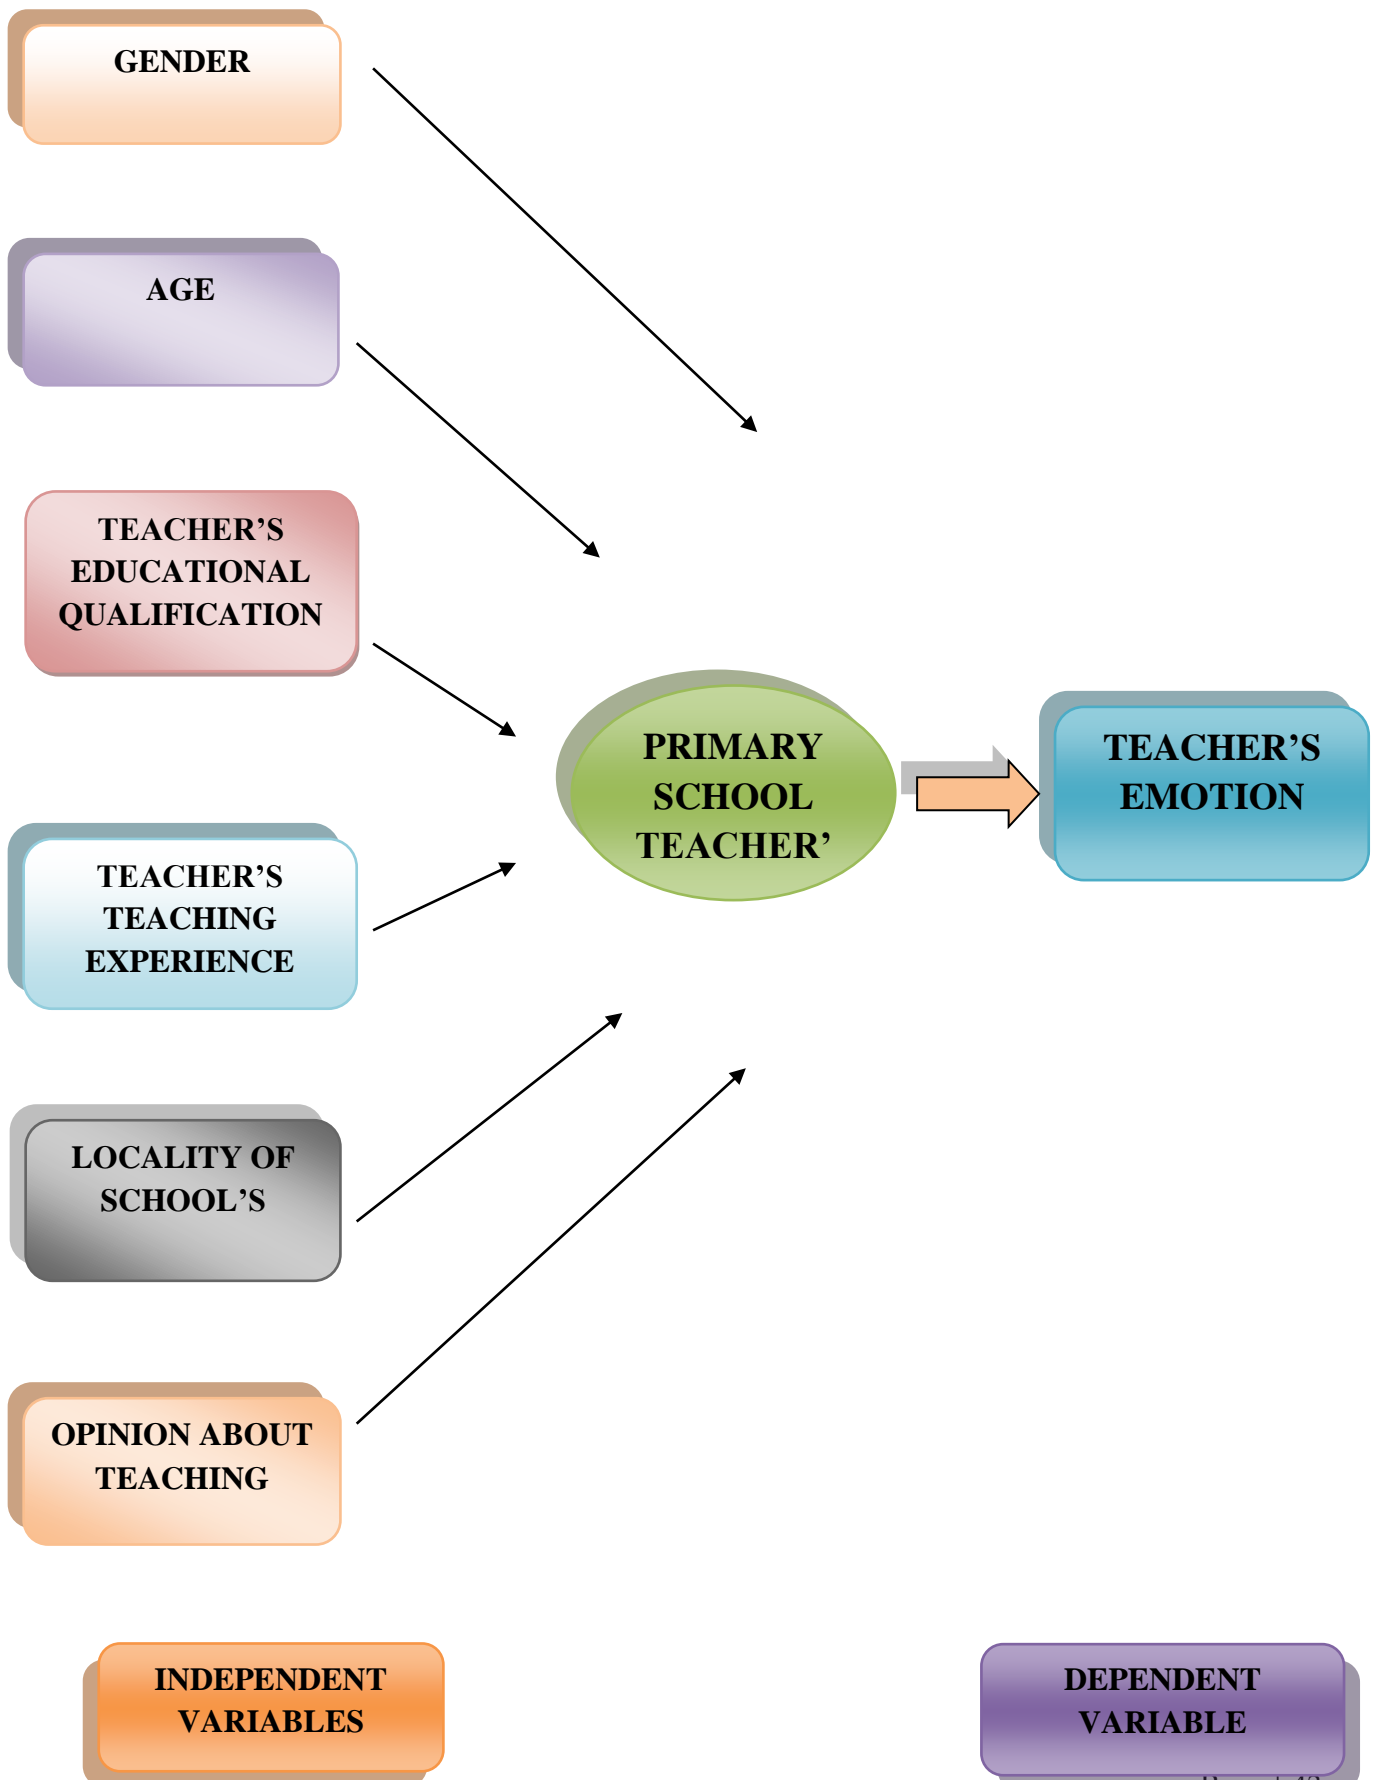 GENDER
AGE
TEACHER’S
EDUCATIONAL
QUALIFICATION
PRIMARY
SCHOOL
TEACHER’
TEACHER’S
EMOTION
TEACHER’S
TEACHING
EXPERIENCE
LOCALITY OF
SCHOOL’S
OPINION ABOUT
TEACHING
INDEPENDENT
VARIABLES
DEPENDENT
VARIABLE